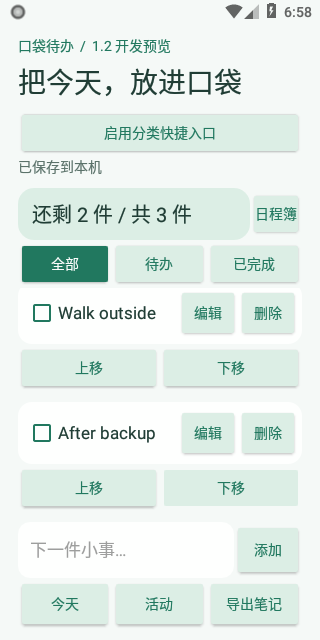 6:58
口袋待办 / 1.2 开发预览
把今天，放进口袋
启用分类快捷入口
已保存到本机
还剩 2 件 / 共 3 件
日程簿
全部 待办 已完成
Walk outside 编辑 删除
上移 下移
After backup 编辑 删除
上移 下移
下一件小事… 添加
今天 活动 导出笔记